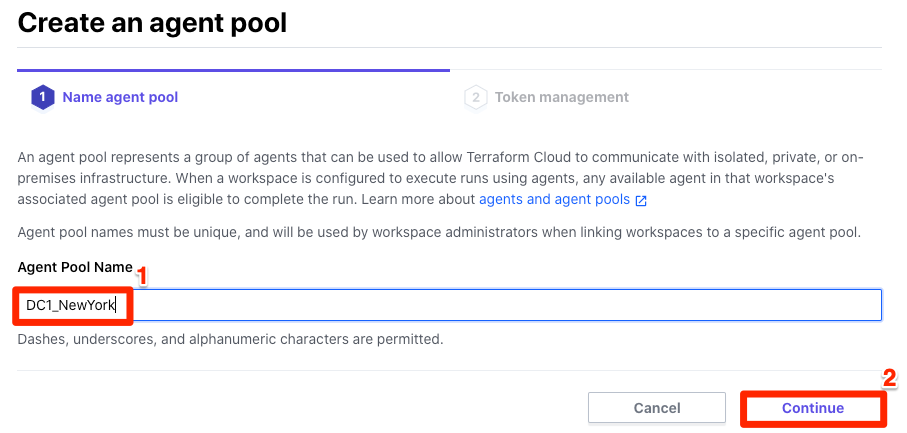 Create an agent pool
1 Name agent pool
2 Token management
An agent pool represents a group of agents that can be used to allow Terraform Cloud to communicate with isolated, private, or on-
premises infrastructure. When a workspace is configured to execute runs using agents, any available agent in that workspace's
associated agent pool is eligible to complete the run. Learn more about agents and agent pools
Agent pool names must be unique, and will be used by workspace administrators when linking workspaces to a specific agent pool.
Agent Pool Name 1
DC1_NewYork
Dashes, underscores, and alphanumeric characters are permitted.
2
Cancel Continue